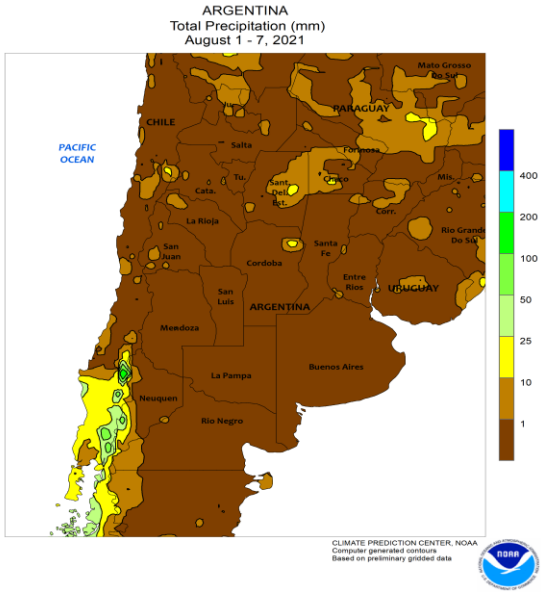 ARGENTINA
Total Precipitation (mm)
August 1 - 7, 2021
Mato Grosso
Do Sul
Ju.
PARAGUAY
CHILE
PACIFIC
OCEAN
Salta
Formosa
Tu.
Sant.
Del
Est.
Chaco
Mis.
Cata.
Corr.
La Rioja
Rio Grande
Do Sul
San
Juan
Santa
Fe
Cordoba
Entre
Rios
URUGUAY
San
Luis
ARGENTINA
Mendoza
La Pampa
Buenos Aires
Neuquen
Rio Negro
400
200
100
50
25
10
1
CLIMATE PREDICTION CENTER, NOAA
Computer generated contours
Based on preliminary gridded data
NOAA